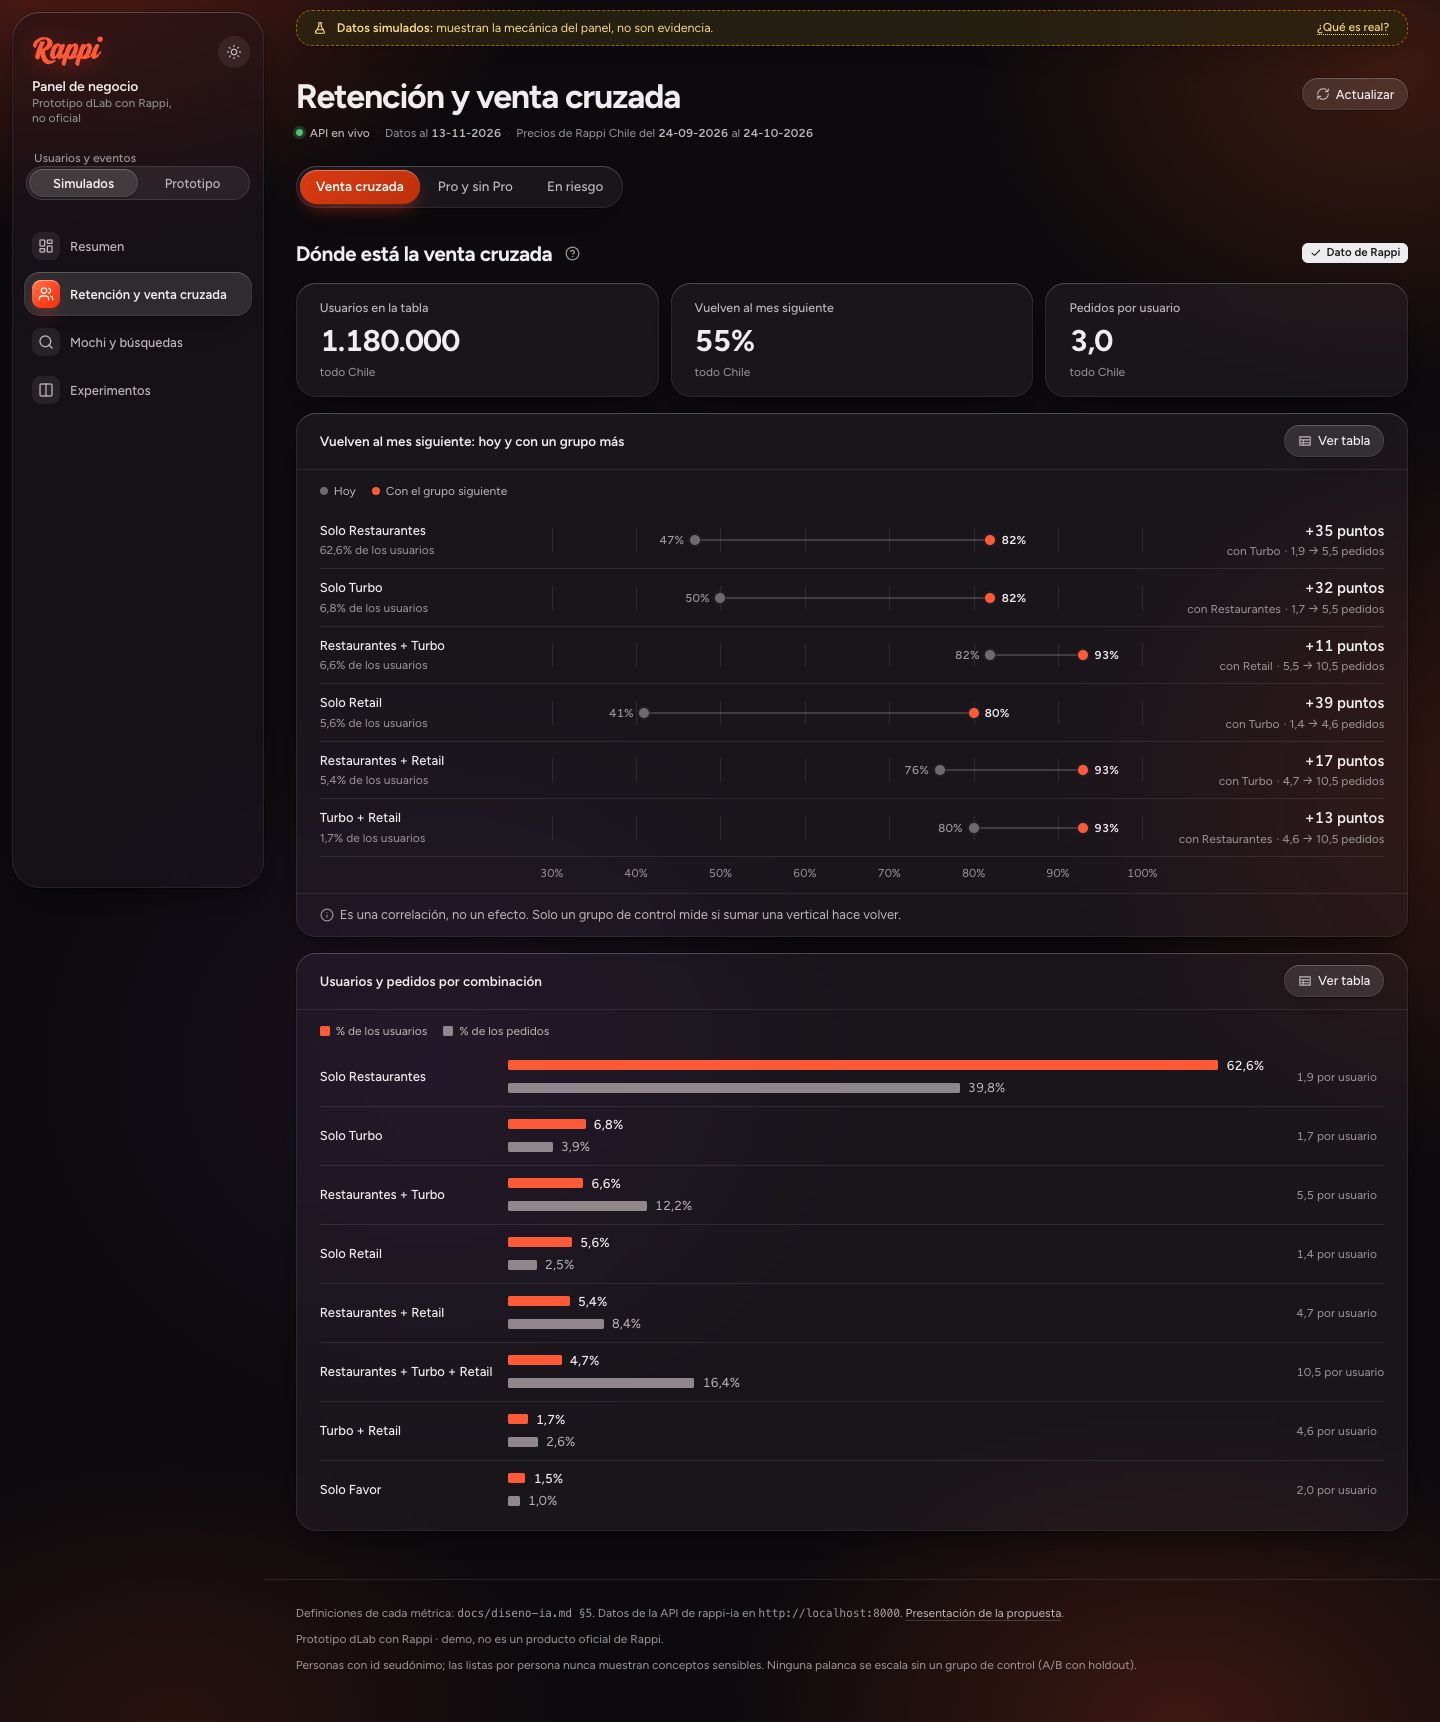 Rappi
Panel de negocio
Prototipo dLab con Rappi,
no oficial
Usuarios y eventos
Simulados Prototipo
Resumen
Retención y venta cruzada
Mochi y búsquedas
Experimentos
Datos simulados: muestran la mecánica del panel, no son evidencia. ¿Qué es real?
Retención y venta cruzada Actualizar
API en vivo · Datos al 13-11-2026 · Precios de Rappi Chile del 24-09-2026 al 24-10-2026
Venta cruzada Pro y sin Pro En riesgo
Dónde está la venta cruzada Dato de Rappi
Usuarios en la tabla
1.180.000
todo Chile
Vuelven al mes siguiente
55%
todo Chile
Pedidos por usuario
3,0
todo Chile
Vuelven al mes siguiente: hoy y con un grupo más Ver tabla
Hoy Con el grupo siguiente
Solo Restaurantes 47% 82% +35 puntos
62,6% de los usuarios con Turbo · 1,9 → 5,5 pedidos
Solo Turbo 50% 82% +32 puntos
6,8% de los usuarios con Restaurantes · 1,7 → 5,5 pedidos
Restaurantes + Turbo 82% 93% +11 puntos
6,6% de los usuarios con Retail · 5,5 → 10,5 pedidos
Solo Retail 41% 80% +39 puntos
5,6% de los usuarios con Turbo · 1,4 → 4,6 pedidos
Restaurantes + Retail 76% 93% +17 puntos
5,4% de los usuarios con Turbo · 4,7 → 10,5 pedidos
Turbo + Retail 80% 93% +13 puntos
1,7% de los usuarios con Restaurantes · 4,6 → 10,5 pedidos
30% 40% 50% 60% 70% 80% 90% 100%
Es una correlación, no un efecto. Solo un grupo de control mide si sumar una vertical hace volver.
Usuarios y pedidos por combinación Ver tabla
% de los usuarios % de los pedidos
Solo Restaurantes 62,6% 39,8% 1,9 por usuario
Solo Turbo 6,8% 3,9% 1,7 por usuario
Restaurantes + Turbo 6,6% 12,2% 5,5 por usuario
Solo Retail 5,6% 2,5% 1,4 por usuario
Restaurantes + Retail 5,4% 8,4% 4,7 por usuario
Restaurantes + Turbo + Retail 4,7% 16,4% 10,5 por usuario
Turbo + Retail 1,7% 2,6% 4,6 por usuario
Solo Favor 1,5% 1,0% 2,0 por usuario
Definiciones de cada métrica: docs/diseno-ia.md §5. Datos de la API de rappi-ia en http://localhost:8000. Presentación de la propuesta.
Prototipo dLab con Rappi · demo, no es un producto oficial de Rappi.
Personas con id seudónimo; las listas por persona nunca muestran conceptos sensibles. Ninguna palanca se escala sin un grupo de control (A/B con holdout).